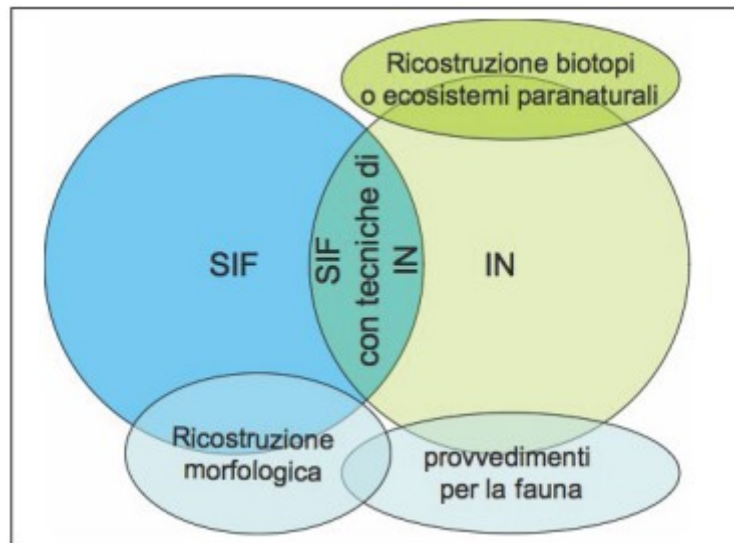 Ricostruzione biotopi
o ecosistemi paranaturali
SIF
SIF
con tecniche di
IN
IN
Ricostruzione
morfologica
provvedimenti
per la fauna